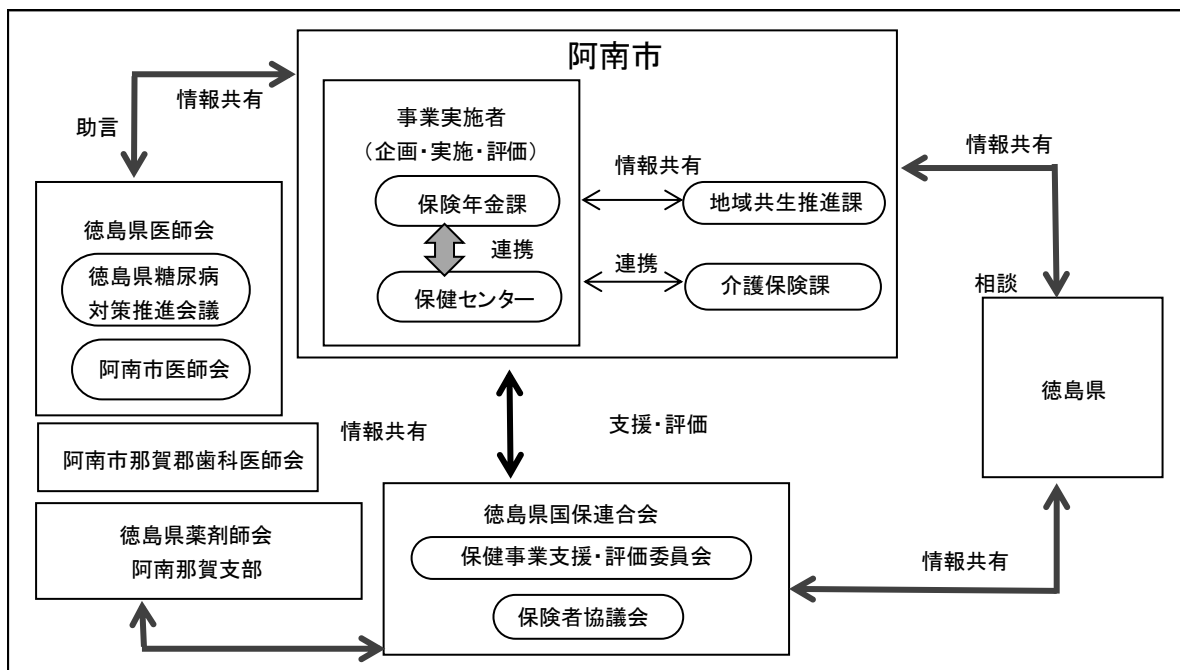 阿南市
情報共有
助言
事業実施者
（企画・実施・評価）
保険年金課
連携
保健センター
情報共有
地域共生推進課
連携
介護保険課
情報共有
相談
徳島県医師会
徳島県糖尿病
対策推進会議
阿南市医師会
徳島県
情報共有
支援・評価
阿南市那賀郡歯科医師会
徳島県薬剤師会
阿南那賀支部
徳島県国保連合会
保健事業支援・評価委員会
保険者協議会
情報共有